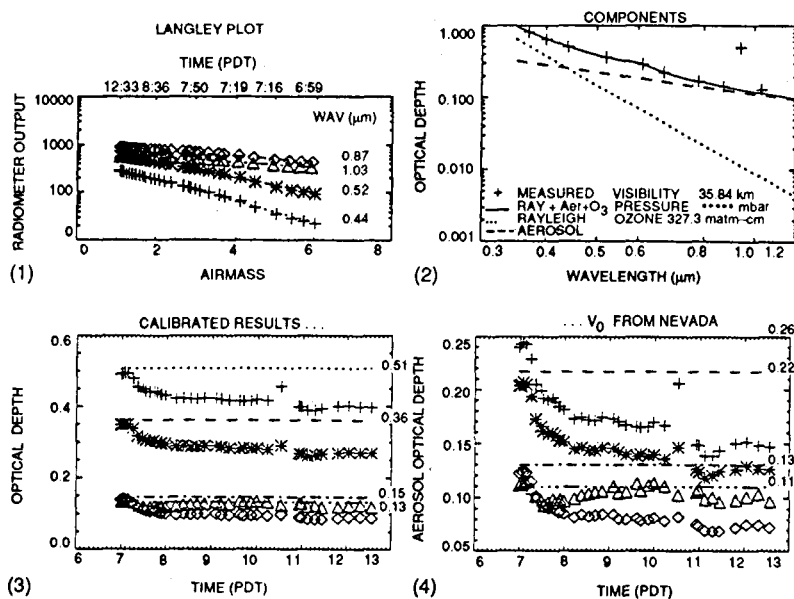 LANGLEY PLOT
TIME (PDT)
12:33 8:36 7:50 7:19 7:16 6:59
10000
1000
100
0
RADIOMETER OUTPUT
WAV (μm)
0.87
1.03
0.52
0.44
0 2 4 6 8
AIRMASS
(1)
COMPONENTS
1.000
0.100
0.010
0.001
OPTICAL DEPTH
+ MEASURED VISIBILITY 35.84 km
RAY + Aer+O3 PRESSURE ••••• mbar
RAYLEIGH OZONE 327.3 matm–cm
AEROSOL
0.3 0.4 0.6 0.8 1.0 1.2
WAVELENGTH (μm)
(2)
CALIBRATED RESULTS . . .
0.6
0.4
0.2
0.0
OPTICAL DEPTH
0.51
0.36
0.15
0.13
6 7 8 9 10 11 12 13
TIME (PDT)
(3)
. . . V0 FROM NEVADA
0.26
0.25
0.20
0.15
0.10
0.05
AEROSOL OPTICAL DEPTH
0.22
0.13
0.11
6 7 8 9 10 11 12 13
TIME (PDT)
(4)